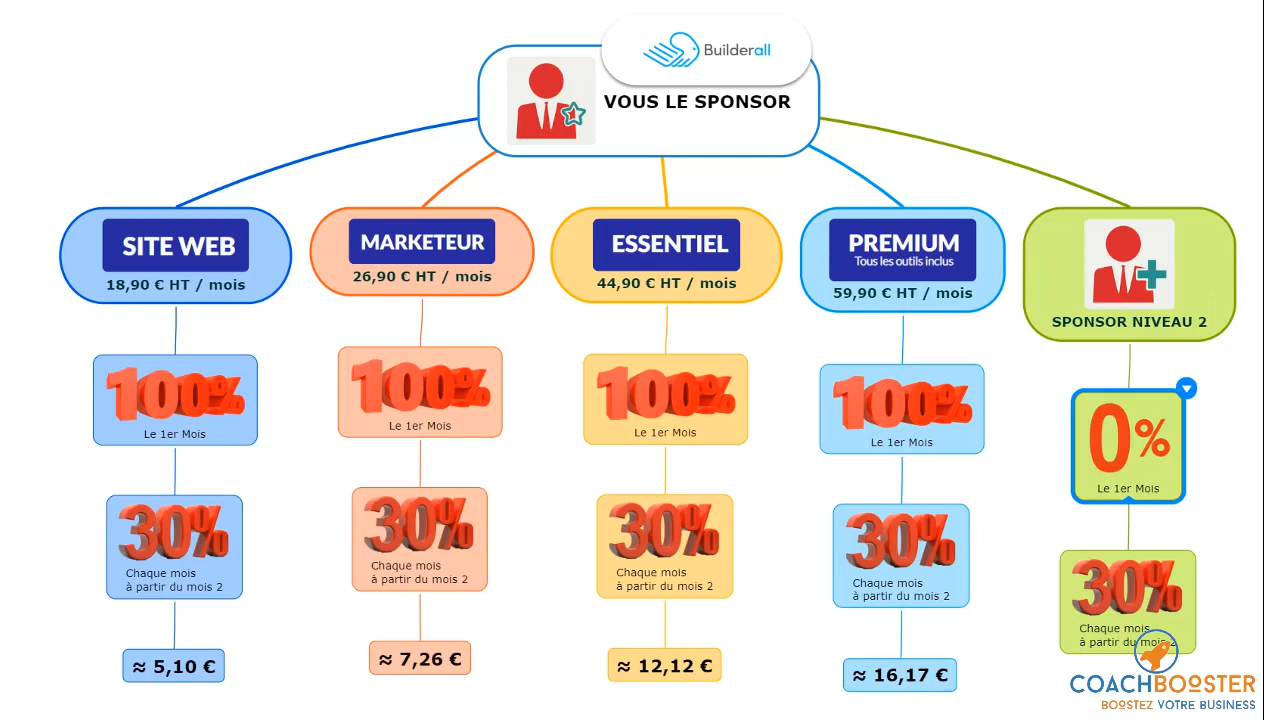 Builderall
VOUS LE SPONSOR
SITE WEB
18,90 € HT / mois
100%
Le 1er Mois
30%
Chaque mois
à partir du mois 2
≈ 5,10 €
MARKETEUR
26,90 € HT / mois
100%
Le 1er Mois
30%
Chaque mois
à partir du mois 2
≈ 7,26 €
ESSENTIEL
44,90 € HT / mois
100%
Le 1er Mois
30%
Chaque mois
à partir du mois 2
≈ 12,12 €
PREMIUM
Tous les outils inclus
59,90 € HT / mois
100%
Le 1er Mois
30%
Chaque mois
à partir du mois 2
≈ 16,17 €
SPONSOR NIVEAU 2
0%
Le 1er Mois
30%
Chaque mois
à partir du mois 2
COACHBOOSTER
BOOSTEZ VOTRE BUSINESS